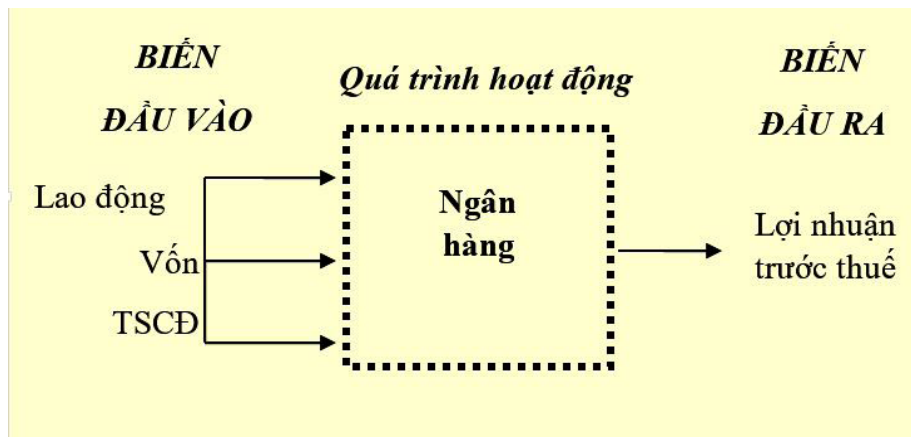 BIẾN
ĐẦU VÀO
Quá trình hoạt động
BIẾN
ĐẦU RA
Lao động
Vốn
TSCĐ
Ngân
hàng
Lợi nhuận
trước thuế